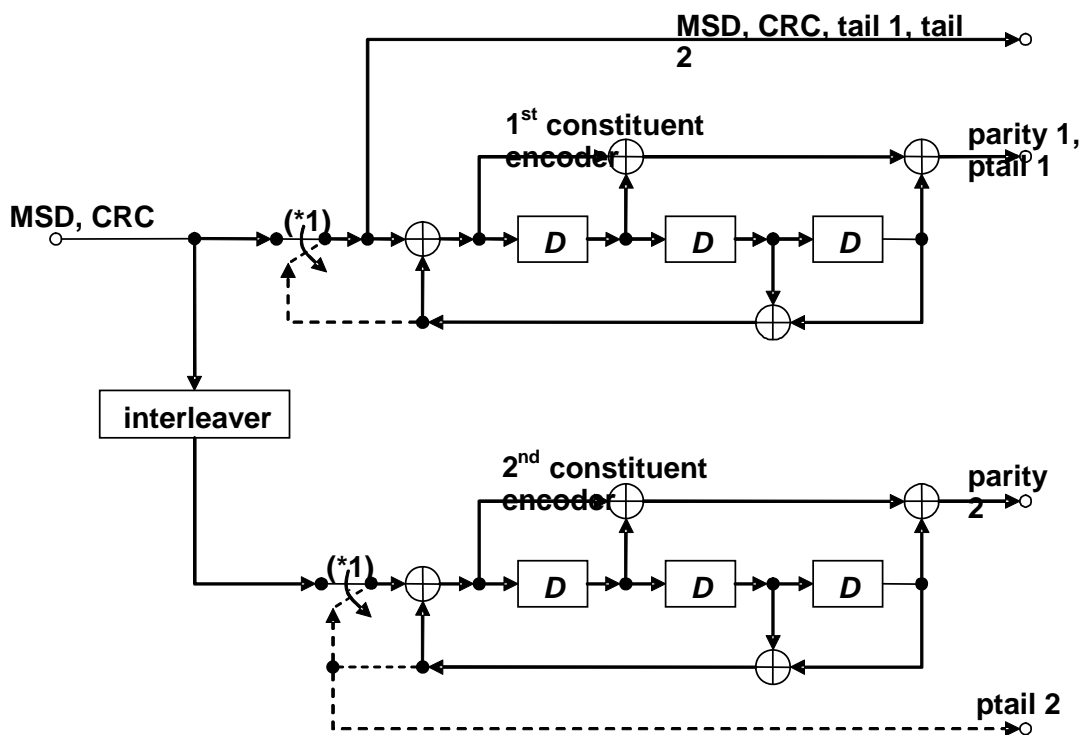 MSD, CRC, tail 1, tail
2
1st constituent
encoder
parity 1,
ptail 1
MSD, CRC
(*1)
D
D
D
interleaver
2nd constituent
encoder
parity
2
(*1)
D
D
D
ptail 2